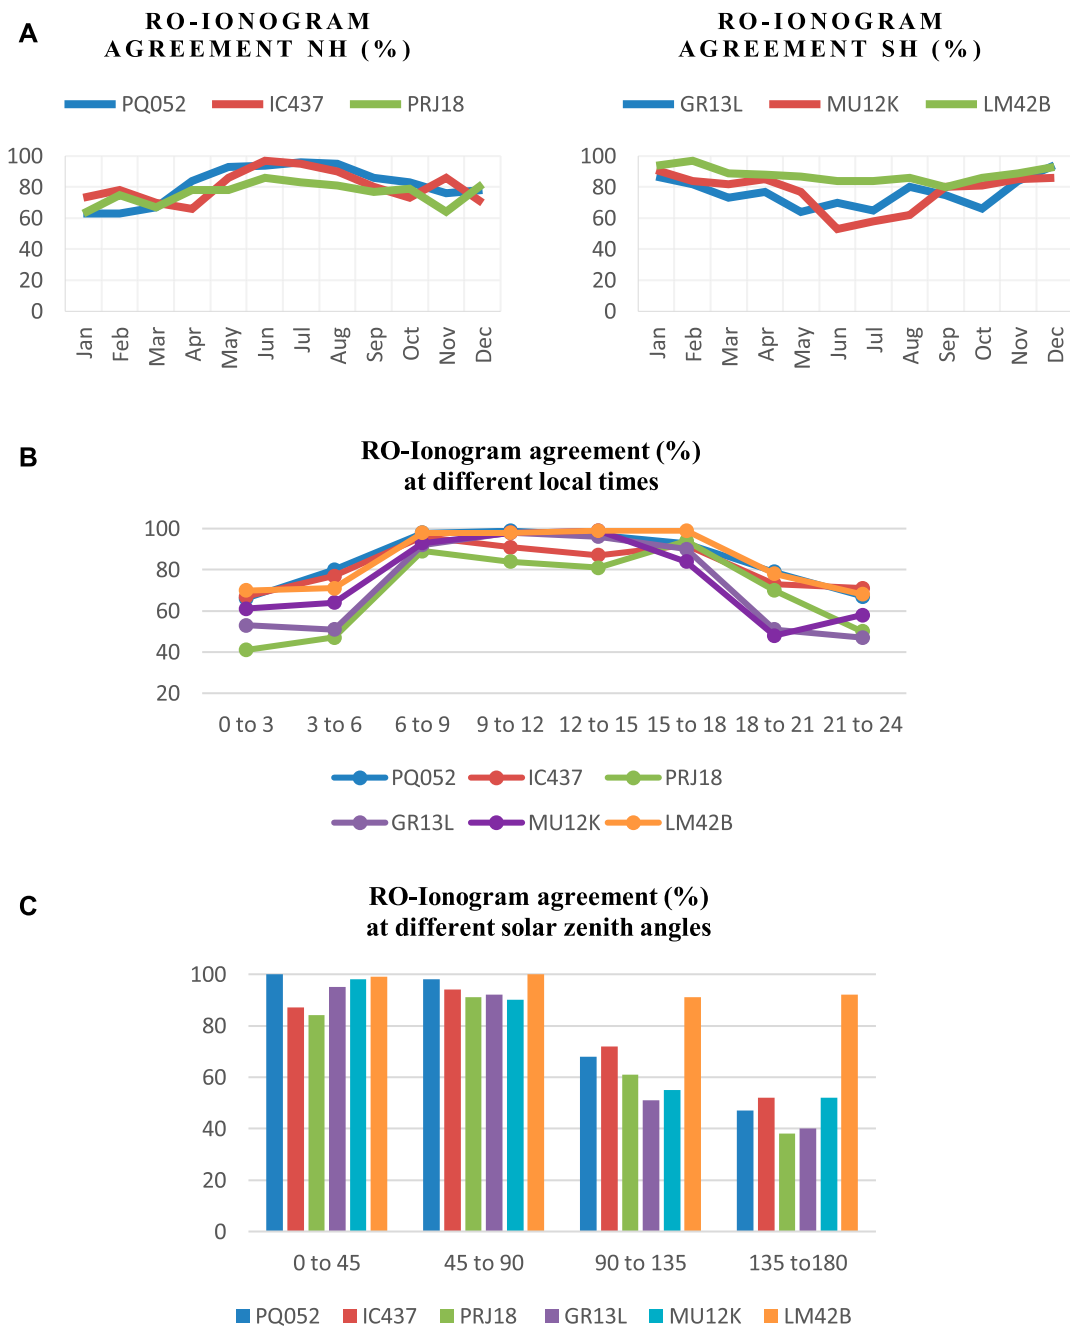 A
RO-IONOGRAM
AGREEMENT NH (%)
PQ052 IC437 PRJ18
100
80
60
40
20
0
Jan Feb Mar Apr May Jun Jul Aug Sep Oct Nov Dec
RO-IONOGRAM
AGREEMENT SH (%)
GR13L MU12K LM42B
100
80
60
40
20
0
Jan Feb Mar Apr May Jun Jul Aug Sep Oct Nov Dec
B
RO-Ionogram agreement (%)
at different local times
100
80
60
40
20
0 to 3 3 to 6 6 to 9 9 to 12 12 to 15 15 to 18 18 to 21 21 to 24
PQ052 IC437 PRJ18
GR13L MU12K LM42B
C
RO-Ionogram agreement (%)
at different solar zenith angles
100
80
60
40
20
0
0 to 45 45 to 90 90 to 135 135 to180
PQ052 IC437 PRJ18 GR13L MU12K LM42B